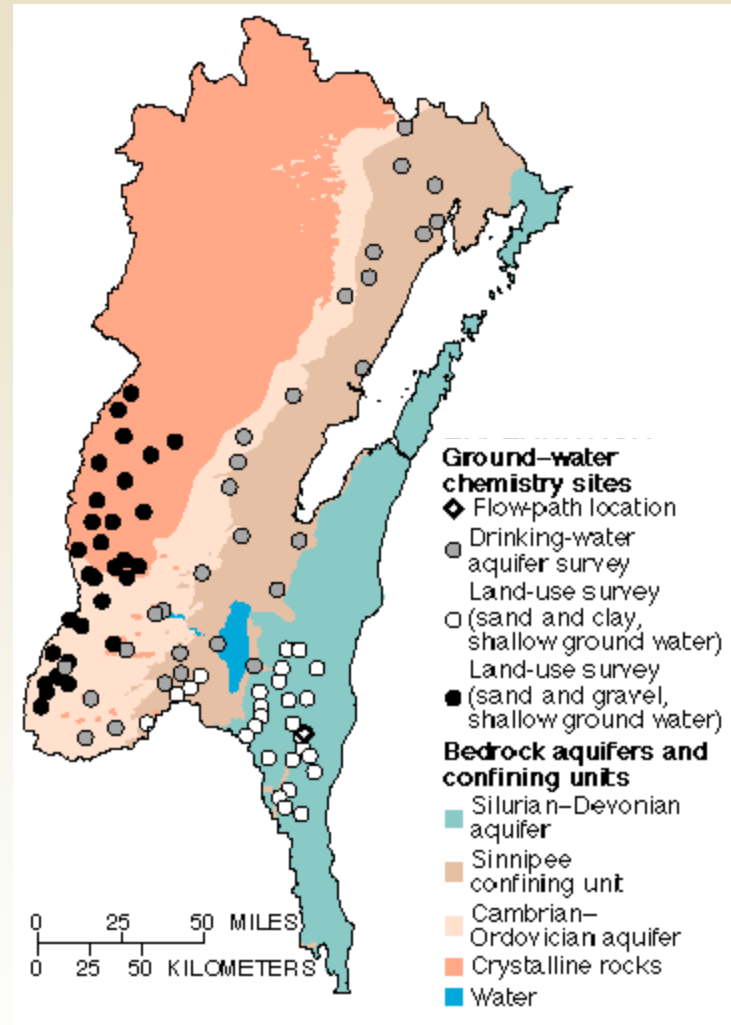 Ground–water
chemistry sites
Flow–path location
Drinking-water
aquifer survey
Land-use survey
(sand and clay,
shallow ground water)
Land-use survey
(sand and gravel,
shallow ground water)
Bedrock aquifers and
confining units
Silurian–Devonian
aquifer
Sinnipee
confining unit
Cambrian–
Ordovician aquifer
Crystalline rocks
Water
0 25 50 MILES
0 25 50 KILOMETERS